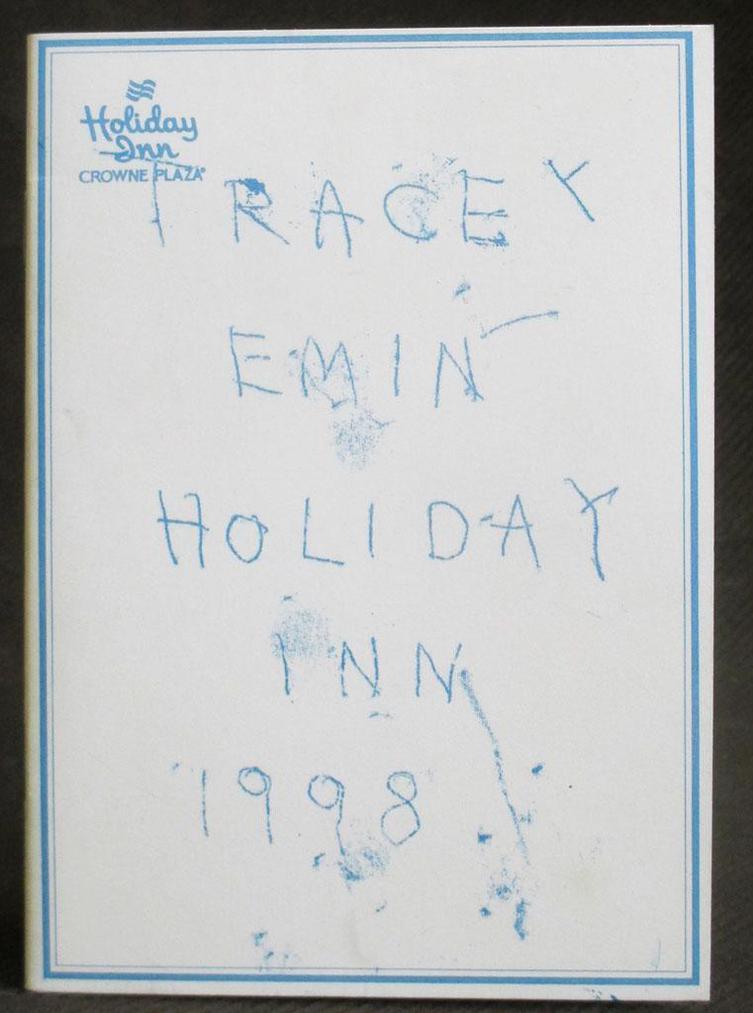 Holiday
Inn
CROWNE PLAZA®
TRACEY
EMIN
HOLIDAY
INN
1998